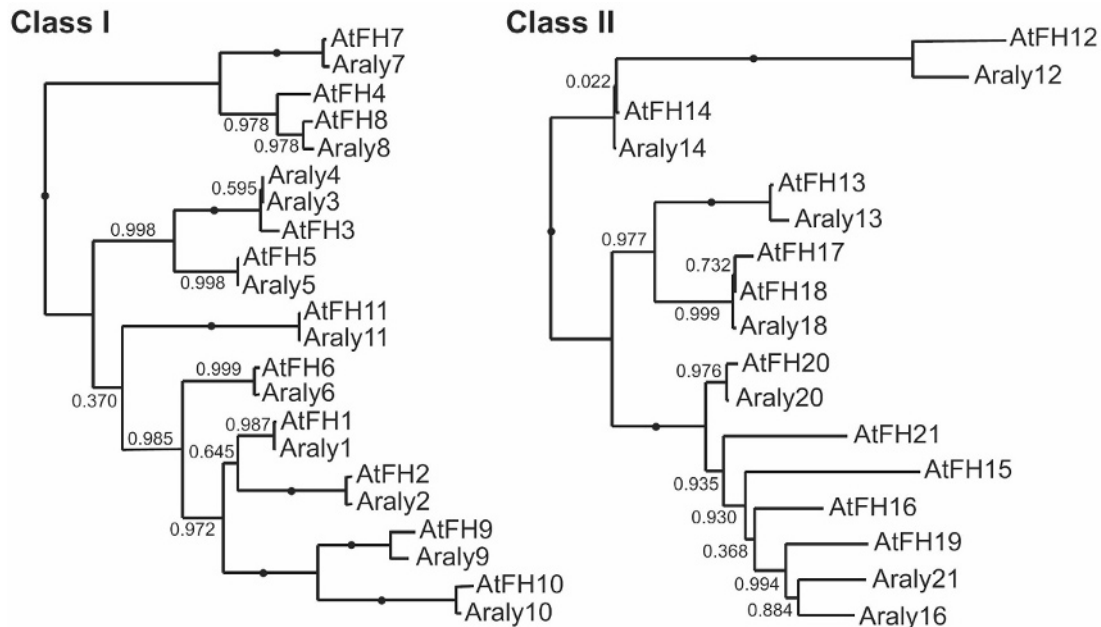 Class I
AtFH7
Araly7
AtFH4
0.978
AtFH8
0.978
Araly8
Araly4
0.595
Araly3
AtFH3
0.998
AtFH5
0.998
Araly5
AtFH11
Araly11
AtFH6
0.999
Araly6
0.370
AtFH1
0.987
Araly1
0.985
0.645
AtFH2
Araly2
0.972
AtFH9
Araly9
AtFH10
Araly10
Class II
AtFH12
Araly12
0.022
AtFH14
Araly14
AtFH13
Araly13
0.977
AtFH17
0.732
AtFH18
0.999
Araly18
AtFH20
0.976
Araly20
AtFH21
0.935
AtFH15
0.930
AtFH16
0.368
AtFH19
0.994
Araly21
0.884
Araly16